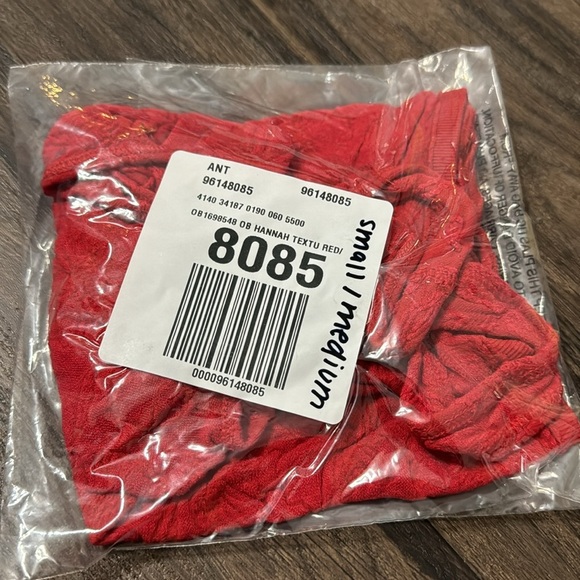 ANT
96148085 96148085
4140 34187 0190 060 5500
OB1698548 OB HANNAH TEXTU RED/
8085
000096148085
small / medium